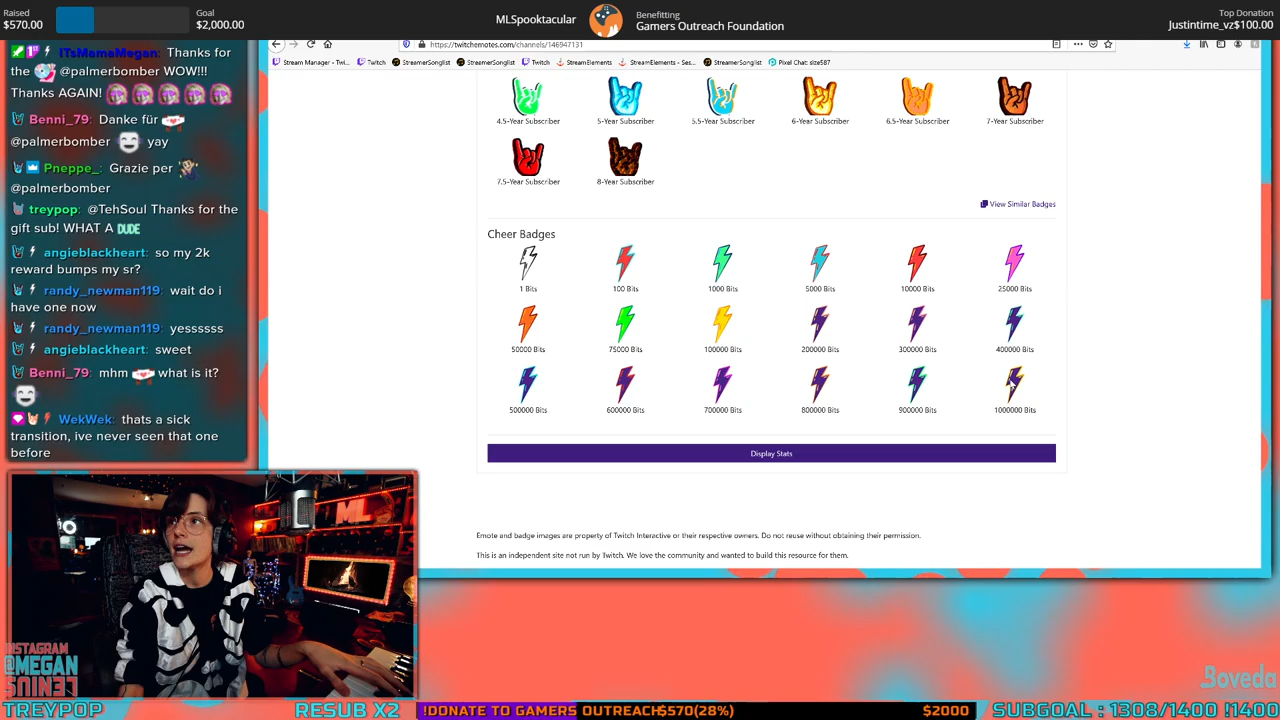 Raised
$570.00
Goal
$2,000.00
MLSpooktacular
Benefitting
Gamers Outreach Foundation
Top Donation
Justintime_vz$100.00
ITsMamaMegan: Thanks for
@palmerbomber WOW!!!
Thanks AGAIN!
Benni_79: Danke für
@palmerbomber yay
Pneppe_: Grazie per
@palmerbomber
treypop: @TehSoul Thanks for the
gift sub! WHAT A DUDE
angieblackheart: so my 2k
reward bumps my sr?
randy_newman119: wait do i
have one now
randy_newman119: yessssss
angieblackheart: sweet
Benni_79: mhm what is it?
WekWek: thats a sick
transition, ive never seen that one
before
https://twitchemotes.com/channels/146947131
Stream Manager - Twi... Twitch StreamerSonglist StreamerSonglist Twitch StreamElements StreamElements - Ses... StreamerSonglist Pixel Chat: size587
4.5-Year Subscriber 5-Year Subscriber 5.5-Year Subscriber 6-Year Subscriber 6.5-Year Subscriber 7-Year Subscriber
7.5-Year Subscriber 8-Year Subscriber
View Similar Badges
Cheer Badges
1 Bits 100 Bits 1000 Bits 5000 Bits 10000 Bits 25000 Bits
50000 Bits 75000 Bits 100000 Bits 200000 Bits 300000 Bits 400000 Bits
500000 Bits 600000 Bits 700000 Bits 800000 Bits 900000 Bits 1000000 Bits
Display Stats
Emote and badge images are property of Twitch Interactive or their respective owners. Do not reuse without obtaining their permission.
This is an independent site not run by Twitch. We love the community and wanted to build this resource for them.
ML
INSTAGRAM
@MEGAN
LENIUS
Boveda
TREYPOP RESUB X2
!DONATE TO GAMERS OUTREACH $570(28%) $2000
SUBGOAL : 1308/1400 !1400